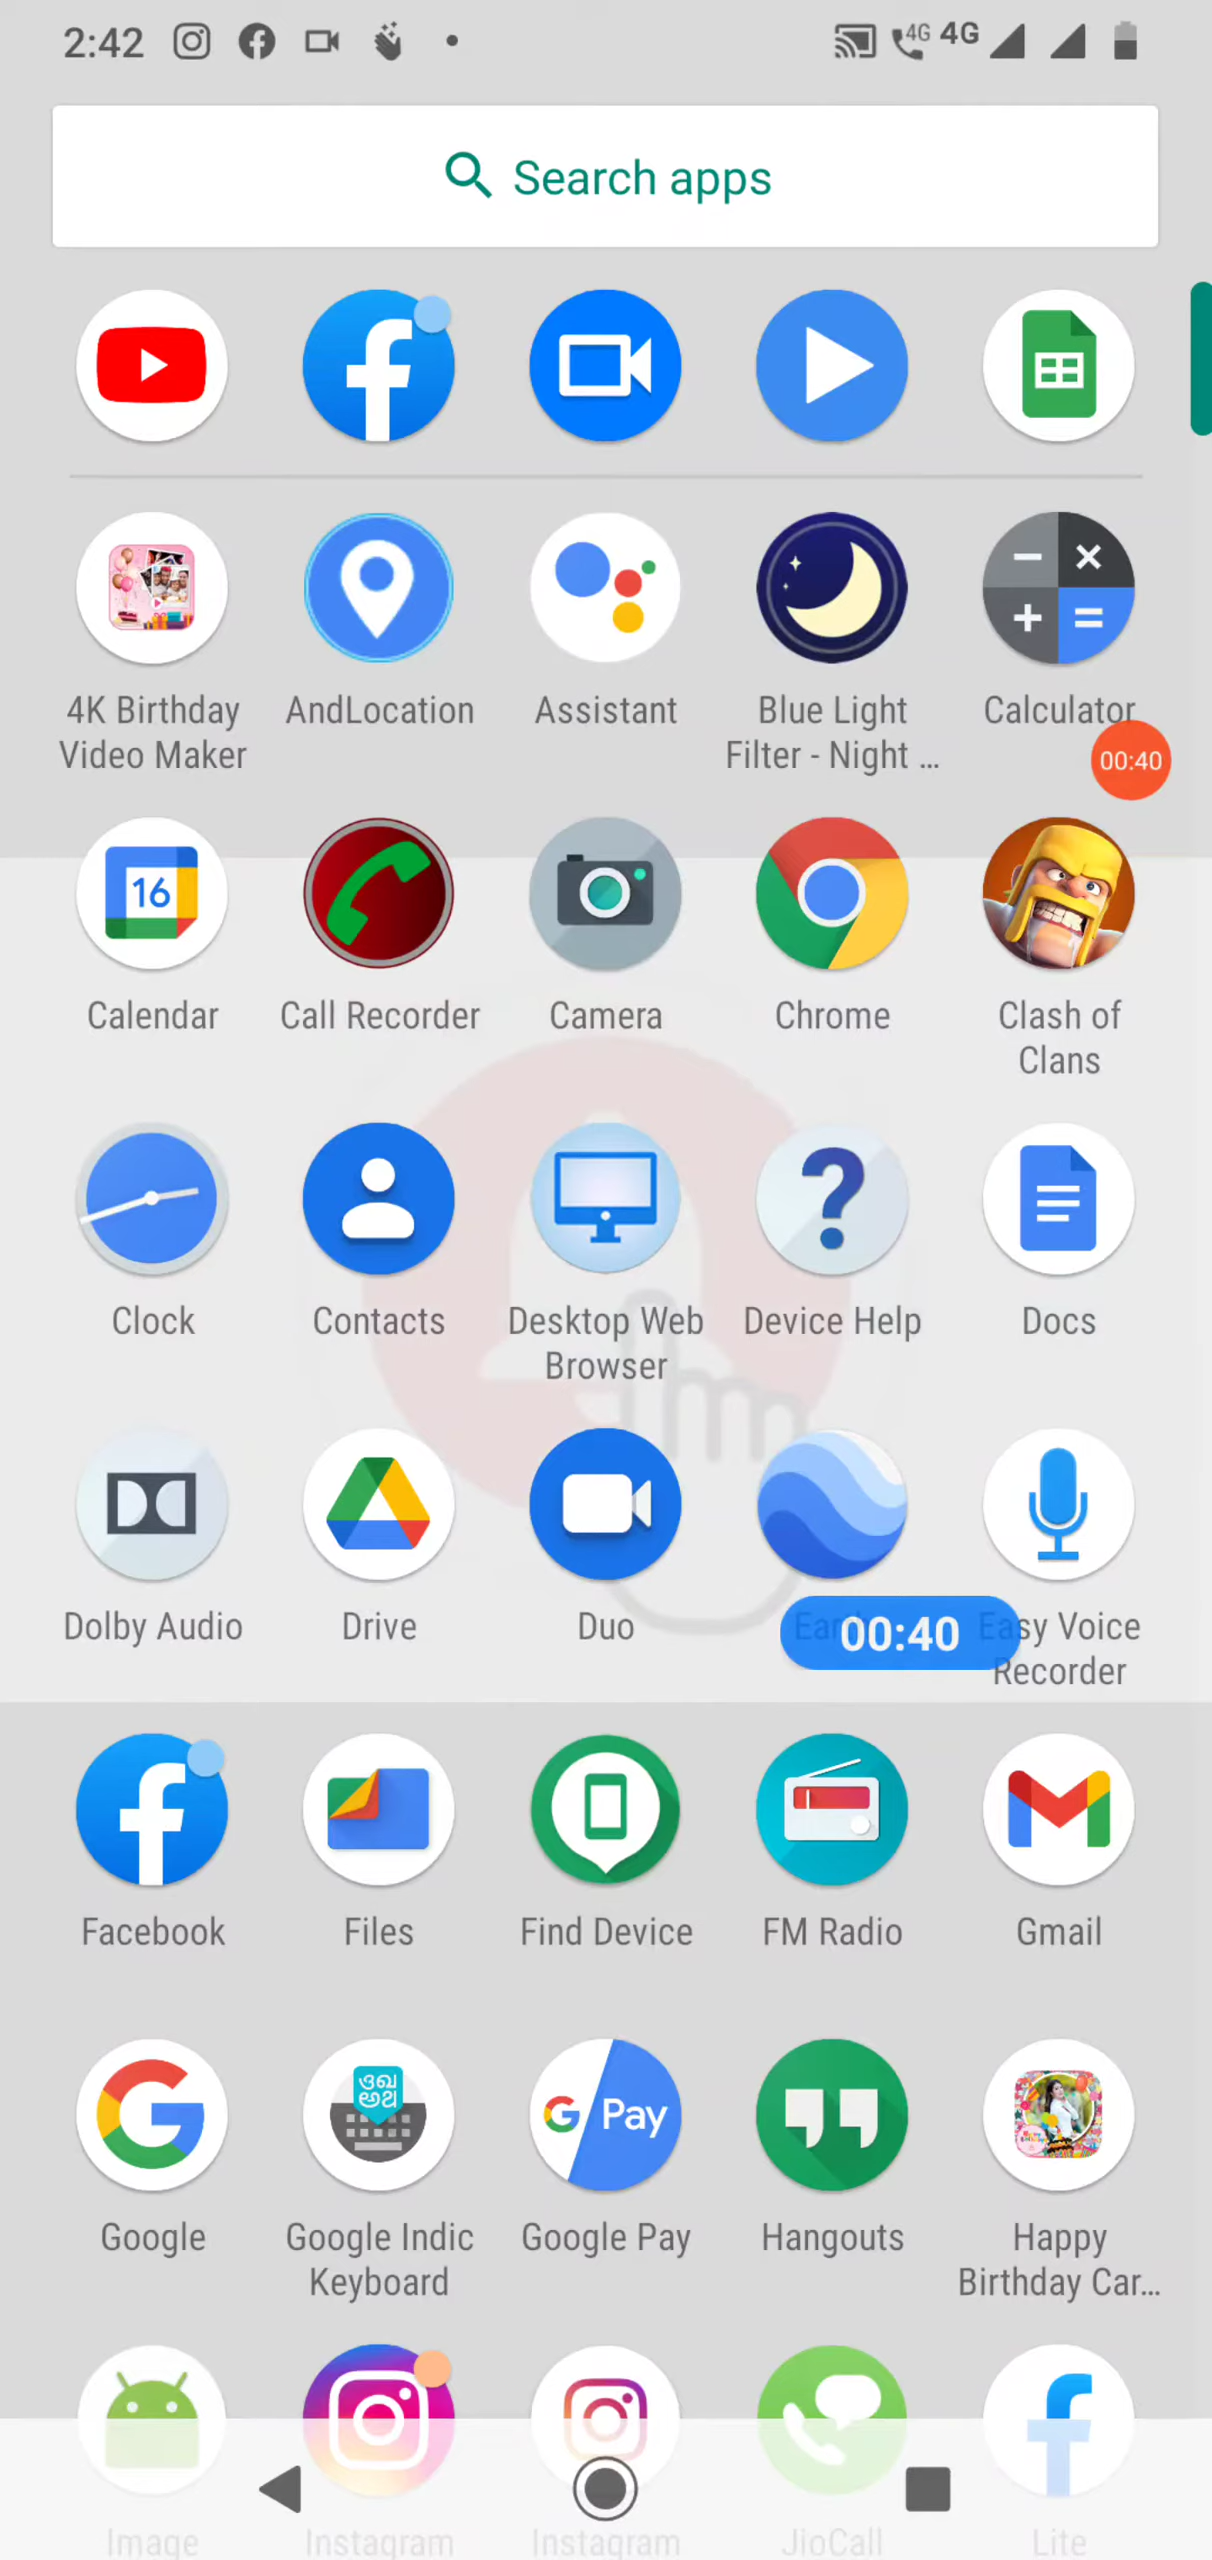 2:42
4G
4G
Search apps
4K Birthday
Video Maker
AndLocation
Assistant
Blue Light
Filter - Night ...
Calculator
00:40
16
Calendar
Call Recorder
Camera
Chrome
Clash of
Clans
Clock
Contacts
Desktop Web
Browser
Device Help
Docs
Dolby Audio
Drive
Duo
00:40
Easy Voice
Recorder
Facebook
Files
Find Device
FM Radio
Gmail
G Pay
Google
Google Indic
Keyboard
Google Pay
Hangouts
Happy
Birthday Car...
Image
Instagram
Instagram
JioCall
Lite